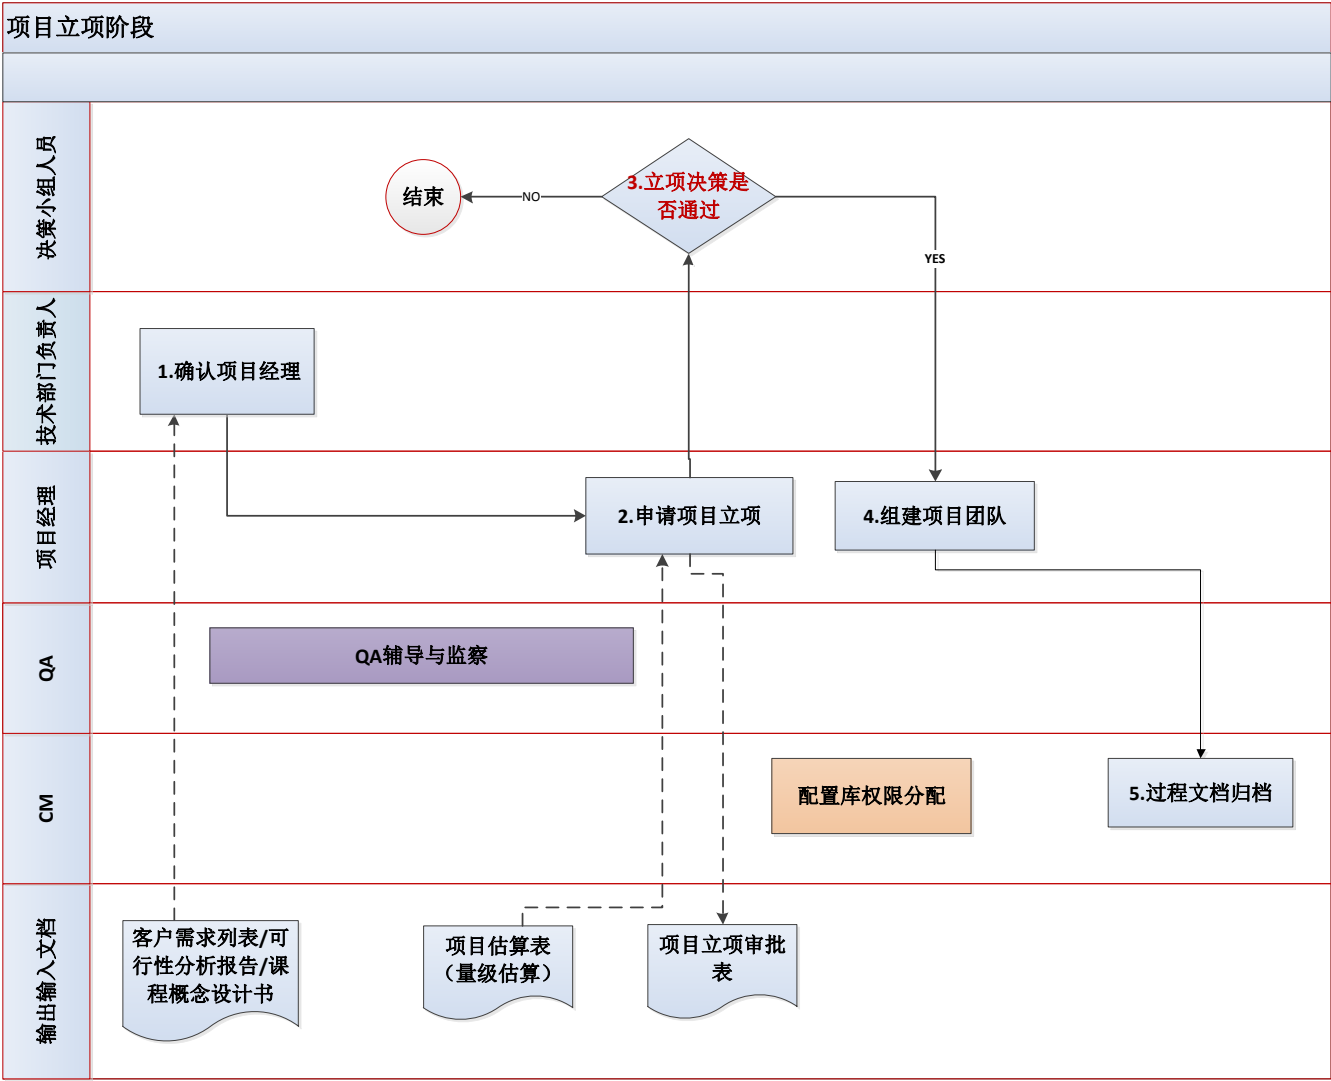 项目立项阶段
决策小组人员
结束
NO
3.立项决策是
否通过
YES
技术部门负责人
1.确认项目经理
项目经理
2.申请项目立项
4.组建项目团队
QA
QA辅导与监察
CM
配置库权限分配
5.过程文档归档
输出输入文档
客户需求列表/可
行性分析报告/课
程概念设计书
项目估算表
（量级估算）
项目立项审批
表